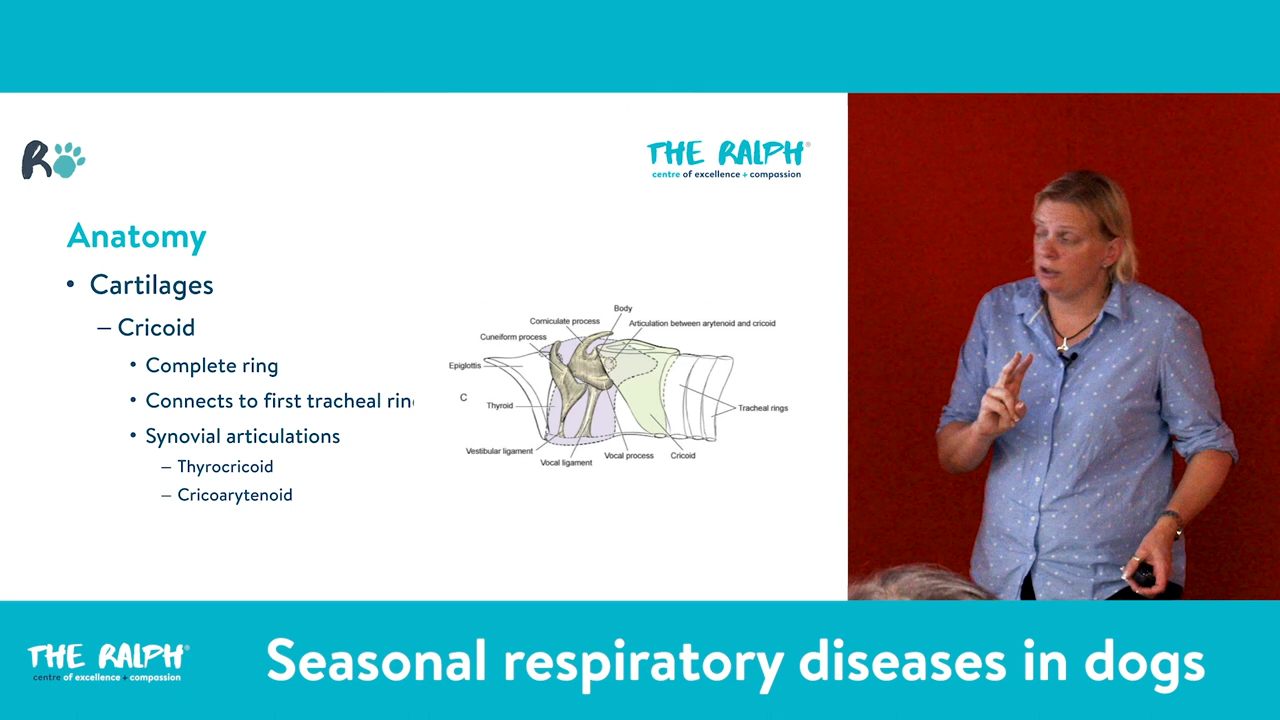 R
THE RALPH®
centre of excellence + compassion
Anatomy
• Cartilages
– Cricoid
• Complete ring
• Connects to first tracheal rin
• Synovial articulations
– Thyrocricoid
– Cricoarytenoid
Body
Corniculate process
Articulation between arytenoid and cricoid
Cuneiform process
Epiglottis
C
Thyroid
Tracheal rings
Vestibular ligament
Vocal ligament
Vocal process
Cricoid
THE RALPH®
centre of excellence + compassion
Seasonal respiratory diseases in dogs